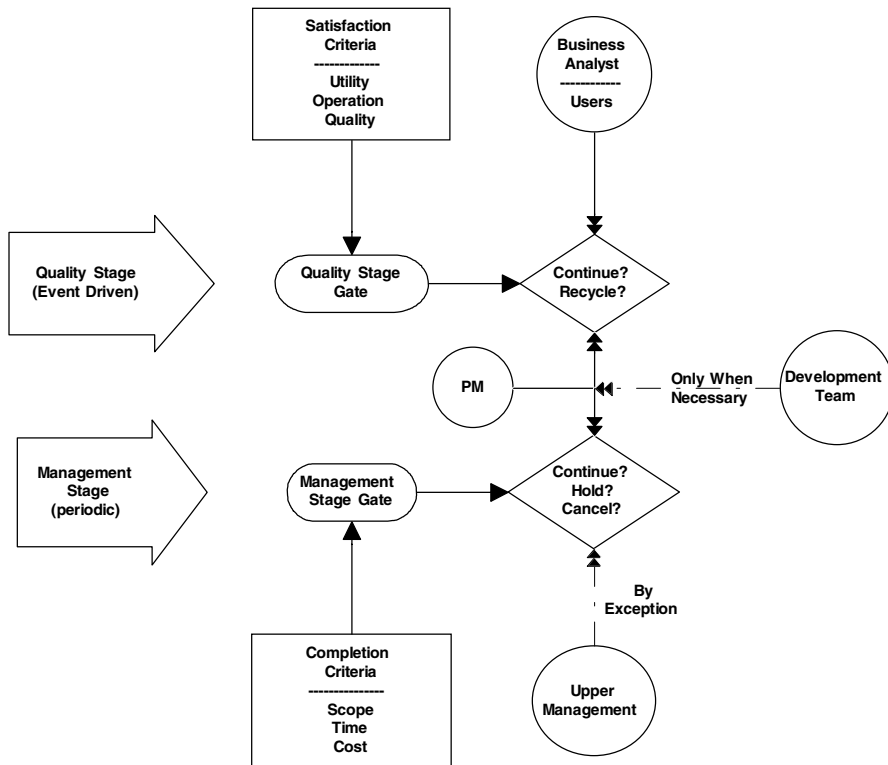 Satisfaction
Criteria
-------------
Utility
Operation
Quality
Business
Analyst
------------
Users
Quality Stage
(Event Driven)
Quality Stage
Gate
Continue?
Recycle?
PM
Only When
Necessary
Development
Team
Management
Stage
(periodic)
Management
Stage Gate
Continue?
Hold?
Cancel?
By
Exception
Completion
Criteria
---------------
Scope
Time
Cost
Upper
Management